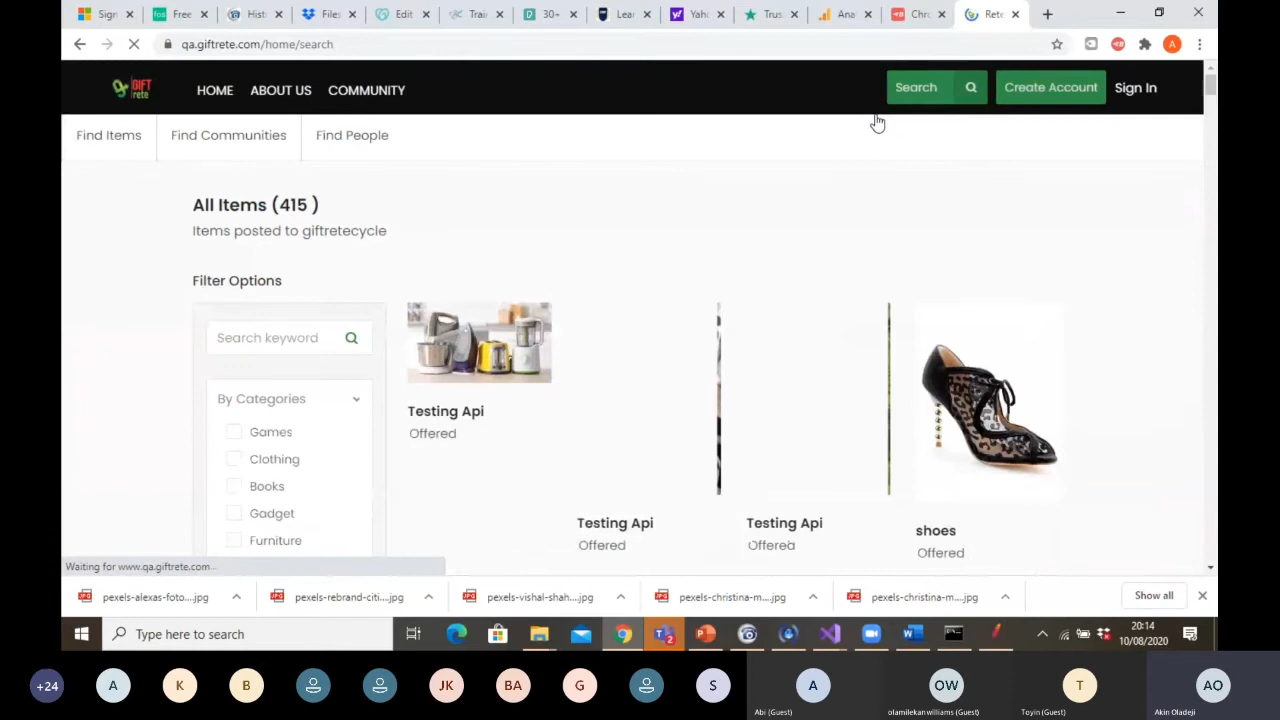 Sign
Free
Hist
Files
Edit
Trai
30+
Lear
Yah
Trus
Ana
Chr
Rete
qa.giftrete.com/home/search
A
GIFT
rete
HOME
ABOUT US
COMMUNITY
Search
Create Account
Sign In
Find Items
Find Communities
Find People
All Items (415 )
Items posted to giftretecycle
Filter Options
Search keyword
By Categories
Games
Clothing
Books
Gadget
Furniture
Testing Api
Offered
Testing Api
Offered
Testing Api
Offered
shoes
Offered
Waiting for www.qa.giftrete.com...
pexels-alexas-foto....jpg
pexels-rebrand-citi....jpg
pexels-vishal-shah....jpg
pexels-christina-m....jpg
pexels-christina-m....jpg
Show all
Type here to search
2
20:14
10/08/2020
+24
A
K
B
JK
BA
G
S
A
OW
T
AO
Abi (Guest)
olamilekan williams (Guest)
Toyin (Guest)
Akin Oladeji